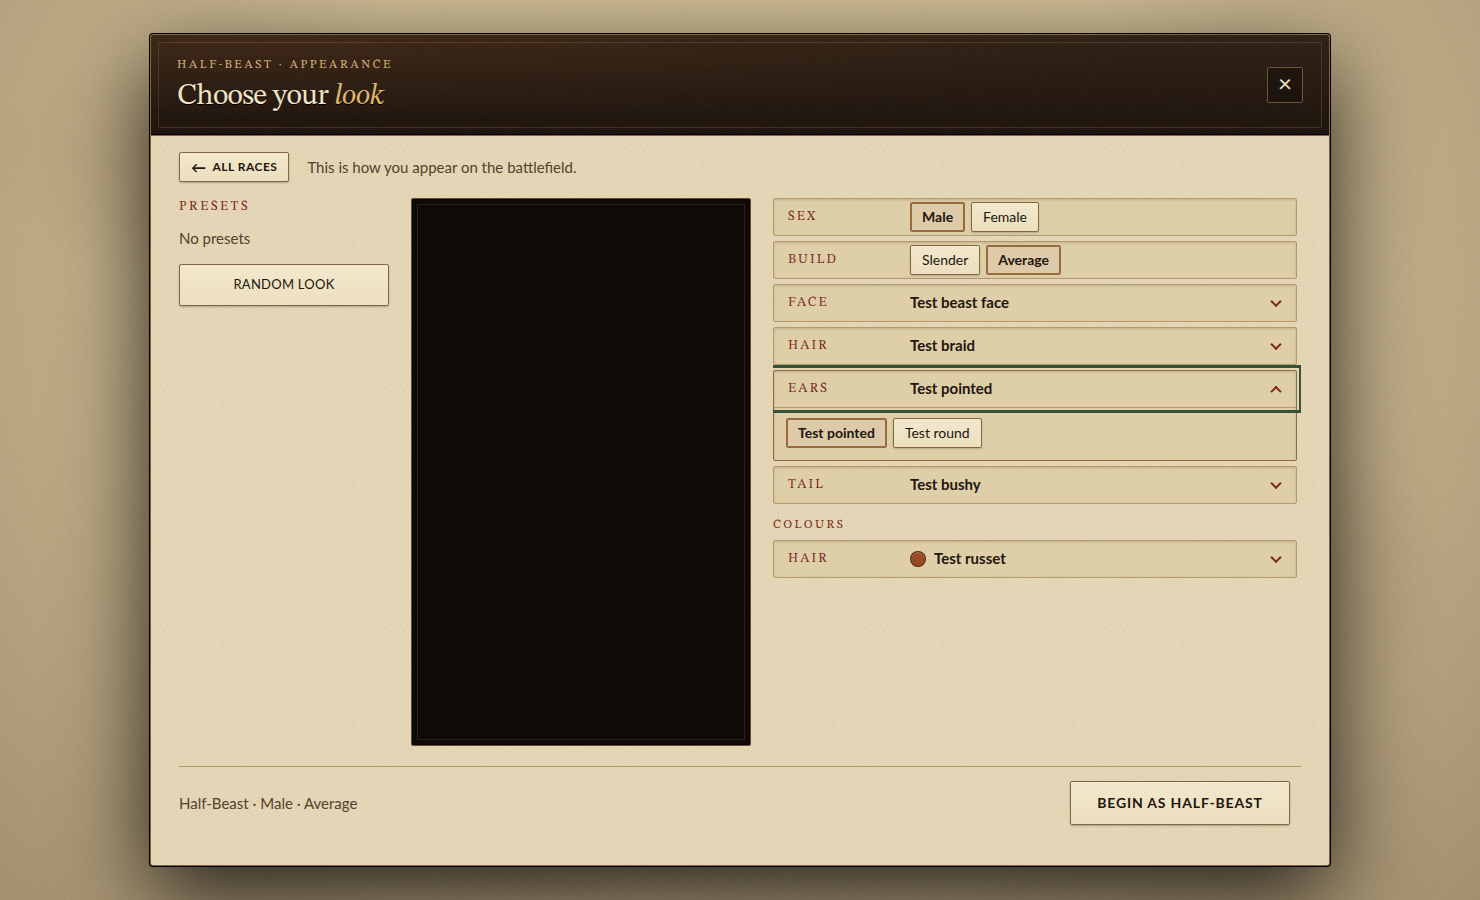 HALF-BEAST · APPEARANCE
Choose your look
ALL RACES
This is how you appear on the battlefield.
PRESETS
No presets
RANDOM LOOK
SEX
Male
Female
BUILD
Slender
Average
FACE
Test beast face
HAIR
Test braid
EARS
Test pointed
Test pointed
Test round
TAIL
Test bushy
COLOURS
HAIR
Test russet
Half-Beast · Male · Average
BEGIN AS HALF-BEAST